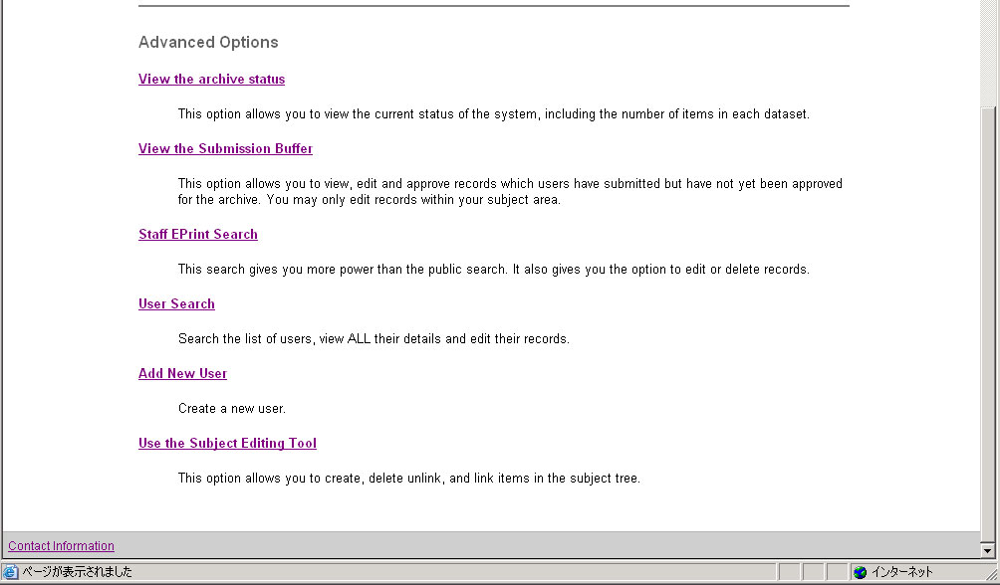 Advanced Options
View the archive status
This option allows you to view the current status of the system, including the number of items in each dataset.
View the Submission Buffer
This option allows you to view, edit and approve records which users have submitted but have not yet been approved
for the archive. You may only edit records within your subject area.
Staff EPrint Search
This search gives you more power than the public search. It also gives you the option to edit or delete records.
User Search
Search the list of users, view ALL their details and edit their records.
Add New User
Create a new user.
Use the Subject Editing Tool
This option allows you to create, delete unlink, and link items in the subject tree.
Contact Information
ページが表示されました
インターネット